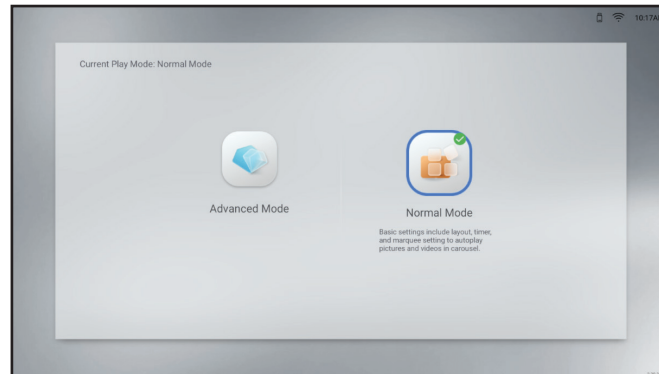 10:17AM
Current Play Mode: Normal Mode
Advanced Mode
Normal Mode
Basic settings include layout, timer,
and marquee setting to autoplay
pictures and videos in carousel.